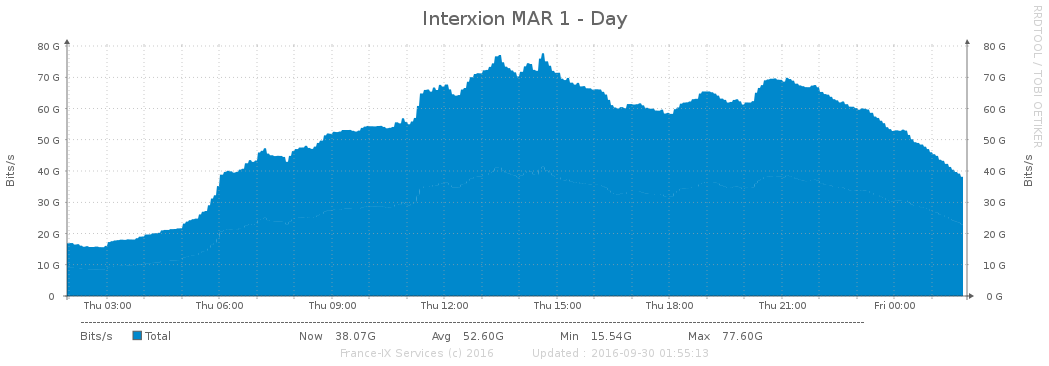 Interxion MAR 1 - Day
RRDTOOL / TOBI OETIKER
Bits/s
Bits/s
80 G 80 G
70 G 70 G
60 G 60 G
50 G 50 G
40 G 40 G
30 G 30 G
20 G 20 G
10 G 10 G
0 0 G
Thu 03:00 Thu 06:00 Thu 09:00 Thu 12:00 Thu 15:00 Thu 18:00 Thu 21:00 Fri 00:00
Bits/s Total Now 38.07G Avg 52.60G Min 15.54G Max 77.60G
France-IX Services (c) 2016 Updated : 2016-09-30 01:55:13